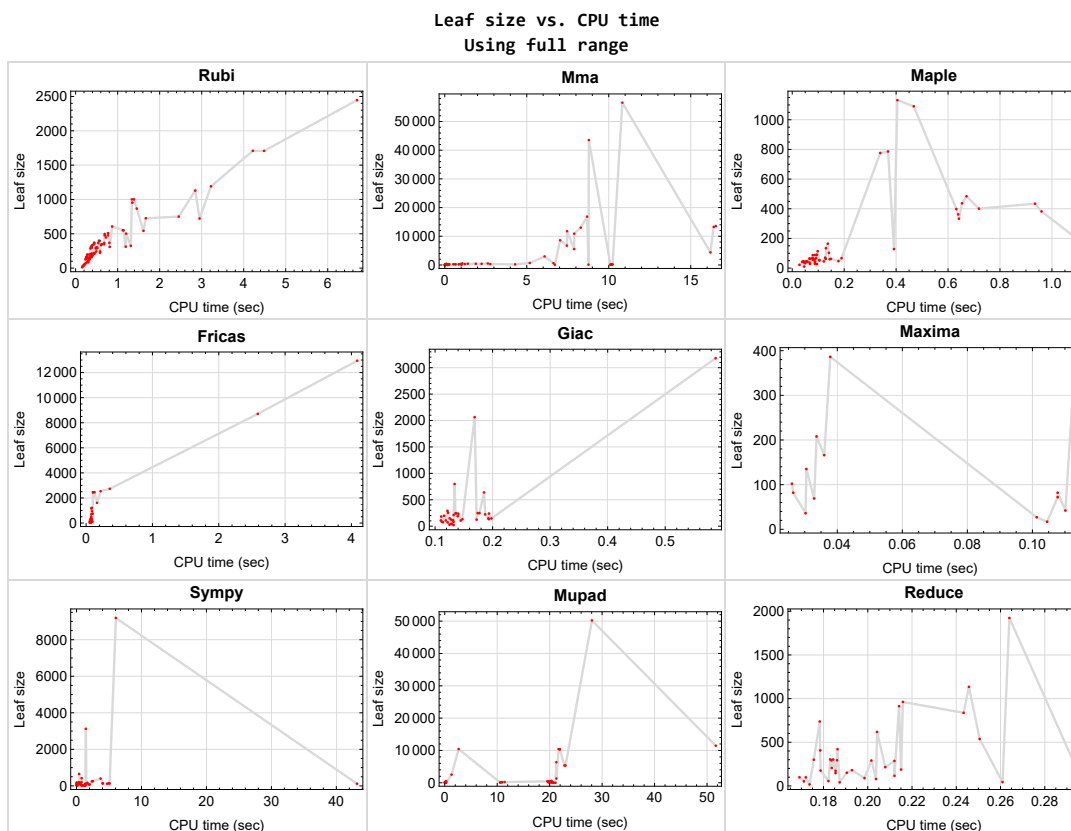 Leaf size vs. CPU time
Using full range
Rubi
2500
2000
1500
1000
500
0
0 1 2 3 4 5 6
Leaf size
CPU time (sec)
Mma
50 000
40 000
30 000
20 000
10 000
0
0 5 10 15
Leaf size
CPU time (sec)
Maple
1000
800
600
400
200
0
0.0 0.2 0.4 0.6 0.8 1.0
Leaf size
CPU time (sec)
Fricas
12 000
10 000
8000
6000
4000
2000
0
0 1 2 3 4
Leaf size
CPU time (sec)
Giac
3000
2500
2000
1500
1000
500
0
0.1 0.2 0.3 0.4 0.5
Leaf size
CPU time (sec)
Maxima
400
300
200
100
0
0.04 0.06 0.08 0.10
Leaf size
CPU time (sec)
Sympy
8000
6000
4000
2000
0
0 10 20 30 40
Leaf size
CPU time (sec)
Mupad
50 000
40 000
30 000
20 000
10 000
0
0 10 20 30 40 50
Leaf size
CPU time (sec)
Reduce
2000
1500
1000
500
0
0.18 0.20 0.22 0.24 0.26 0.28
Leaf size
CPU time (sec)